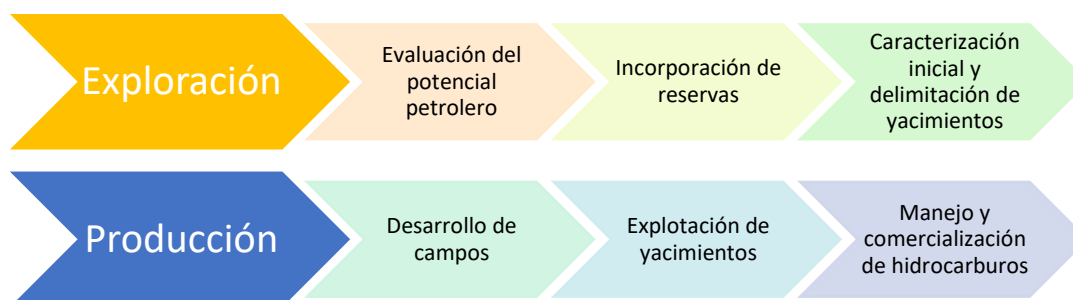 Exploración
Evaluación del
potencial
petrolero
Incorporación de
reservas
Caracterización
inicial y
delimitación de
yacimientos
Producción
Desarrollo de
campos
Explotación de
yacimientos
Manejo y
comercialización
de hidrocarburos